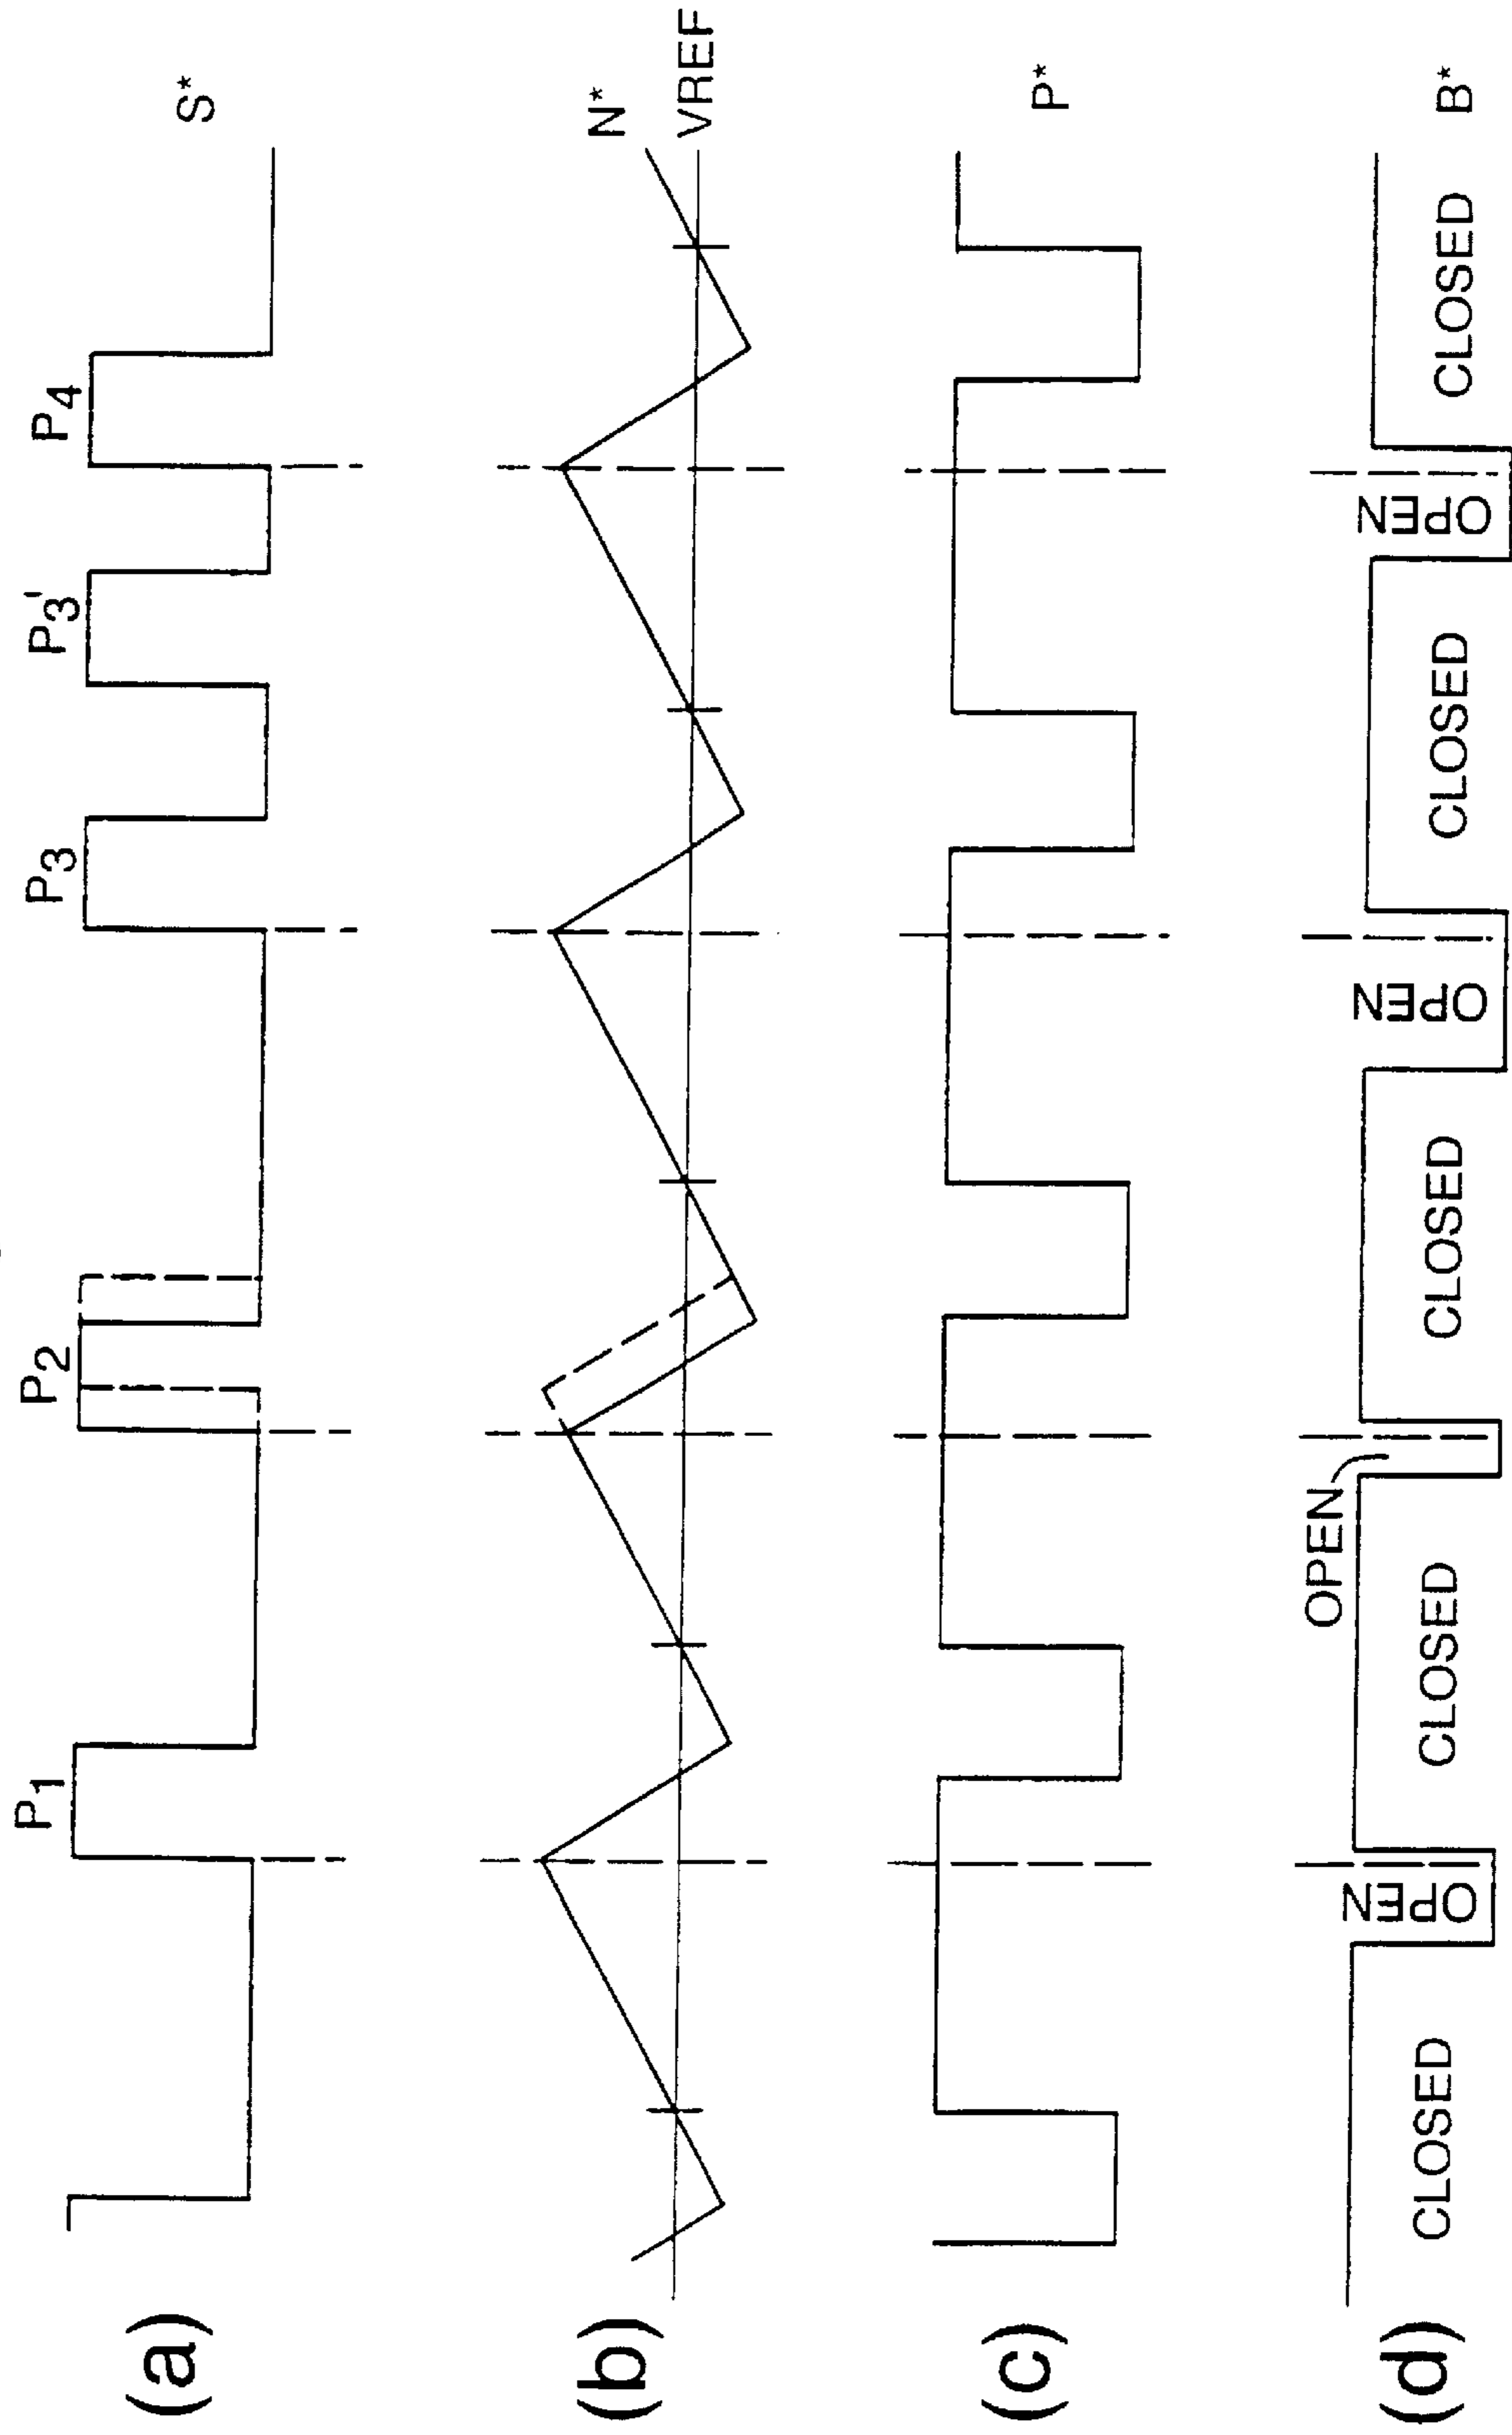 (a)
P1
P2
P3
P3'
P4
S*
(b)
N*
VREF
(c)
P*
(d)
CLOSED
OPEN
CLOSED
OPEN
CLOSED
OPEN
CLOSED
OPEN
CLOSED
B*